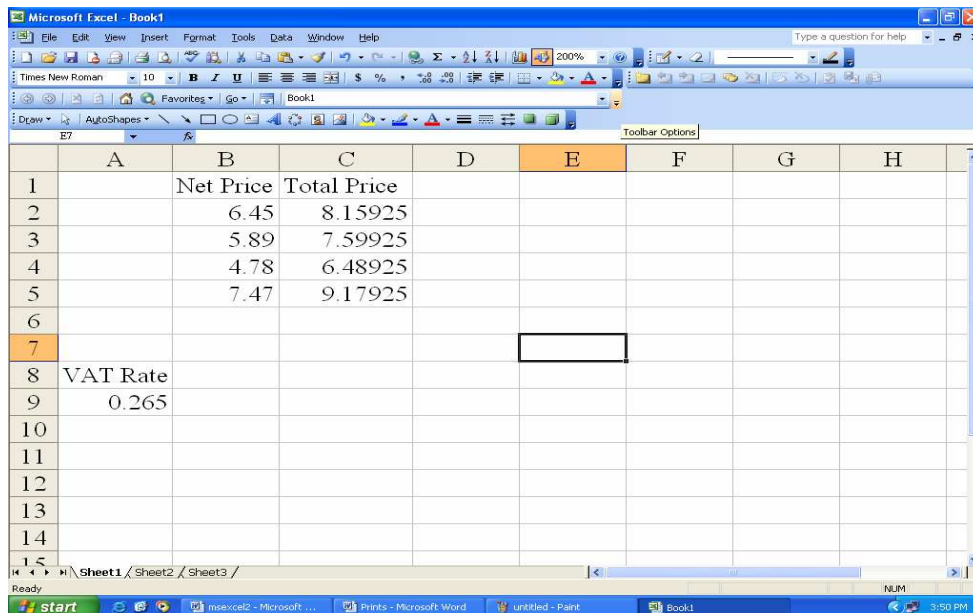 Microsoft Excel - Book1
File Edit View Insert Format Tools Data Window Help Type a question for help
200%
Times New Roman 10 B I U $ % ,
Favorites Go Book1
Draw AutoShapes
Toolbar Options
E7 fx
A B C D E F G H
1 Net Price Total Price
2 6.45 8.15925
3 5.89 7.59925
4 4.78 6.48925
5 7.47 9.17925
6
7
8 VAT Rate
9 0.265
10
11
12
13
14
15
Sheet1 / Sheet2 / Sheet3 /
Ready NUM
start msexcel2 - Microsoft ... Prints - Microsoft Word untitled - Paint Book1 3:50 PM